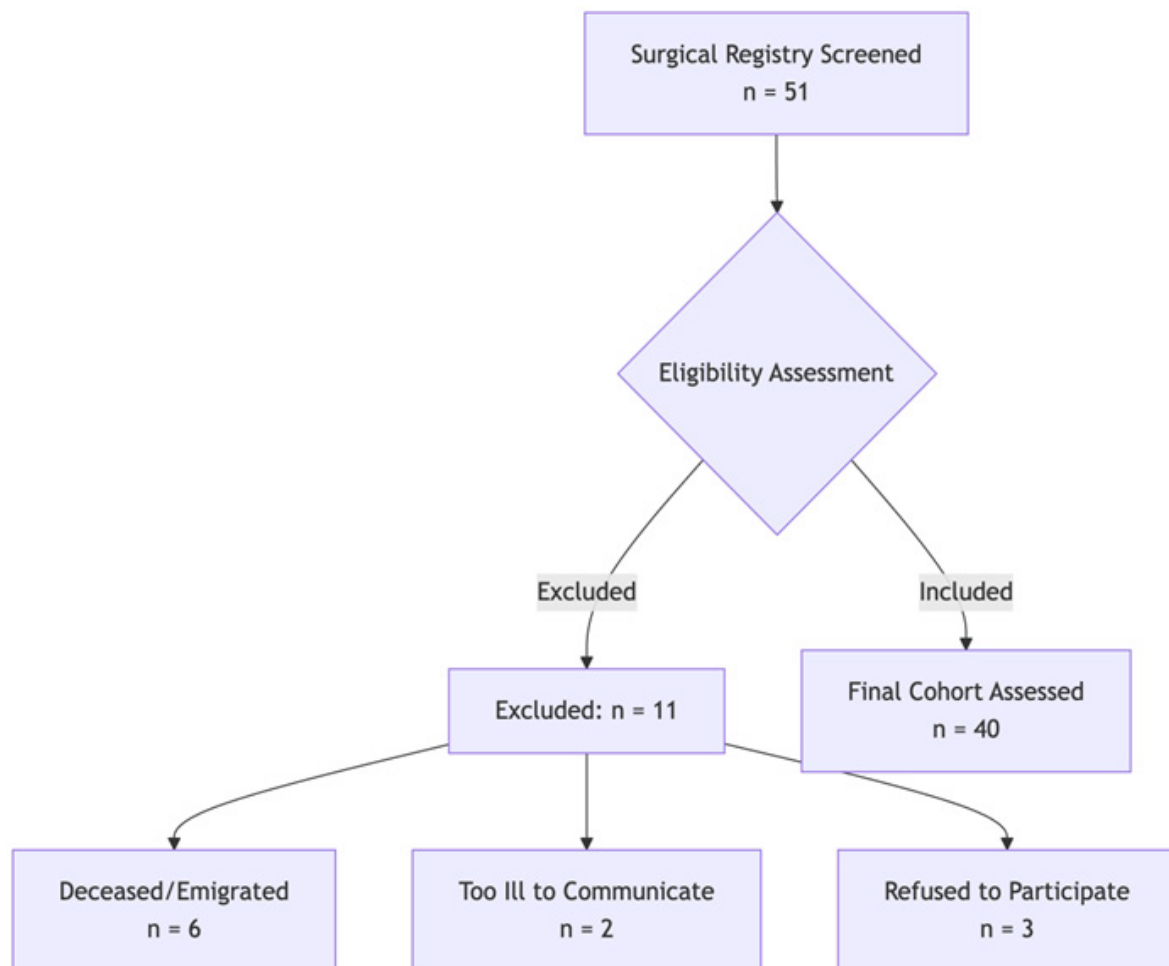 Surgical Registry Screened
n = 51
Eligibility Assessment
Excluded
Included
Excluded: n = 11
Final Cohort Assessed
n = 40
Deceased/Emigrated
n = 6
Too Ill to Communicate
n = 2
Refused to Participate
n = 3